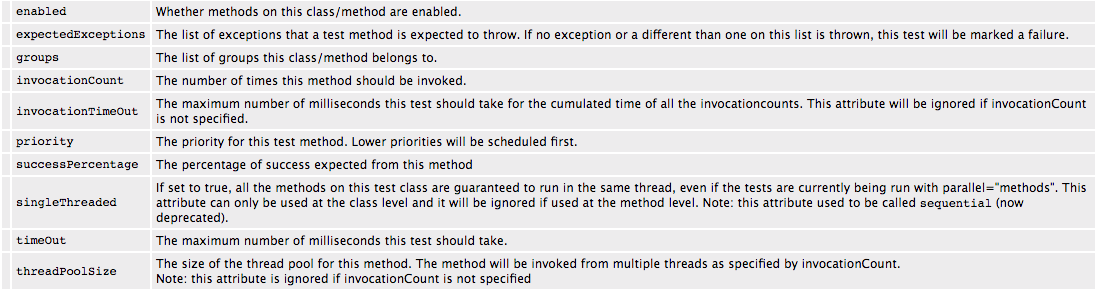 enabled Whether methods on this class/method are enabled.
expectedExceptions The list of exceptions that a test method is expected to throw. If no exception or a different than one on this list is thrown, this test will be marked a failure.
groups The list of groups this class/method belongs to.
invocationCount The number of times this method should be invoked.
invocationTimeOut The maximum number of milliseconds this test should take for the cumulated time of all the invocationcounts. This attribute will be ignored if invocationCount
is not specified.
priority The priority for this test method. Lower priorities will be scheduled first.
successPercentage The percentage of success expected from this method
If set to true, all the methods on this test class are guaranteed to run in the same thread, even if the tests are currently being run with parallel="methods". This
singleThreaded attribute can only be used at the class level and it will be ignored if used at the method level. Note: this attribute used to be called sequential (now
deprecated).
timeOut The maximum number of milliseconds this test should take.
threadPoolSize The size of the thread pool for this method. The method will be invoked from multiple threads as specified by invocationCount.
Note: this attribute is ignored if invocationCount is not specified